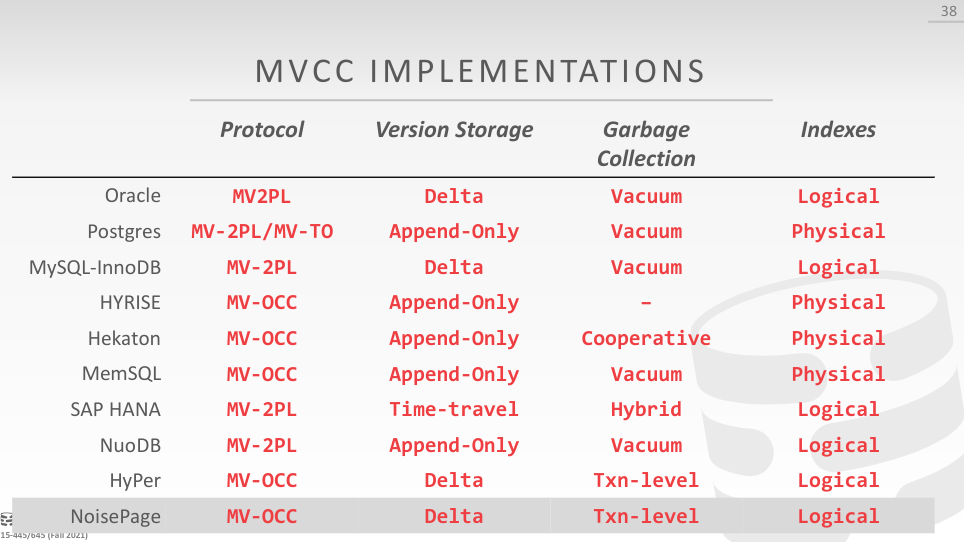 38
MVCC IMPLEMENTATIONS
Protocol Version Storage Garbage Collection Indexes
Oracle MV2PL Delta Vacuum Logical
Postgres MV-2PL/MV-TO Append-Only Vacuum Physical
MySQL-InnoDB MV-2PL Delta Vacuum Logical
HYRISE MV-OCC Append-Only – Physical
Hekaton MV-OCC Append-Only Cooperative Physical
MemSQL MV-OCC Append-Only Vacuum Physical
SAP HANA MV-2PL Time-travel Hybrid Logical
NuoDB MV-2PL Append-Only Vacuum Logical
HyPer MV-OCC Delta Txn-level Logical
NoisePage MV-OCC Delta Txn-level Logical
15-445/645 (Fall 2021)